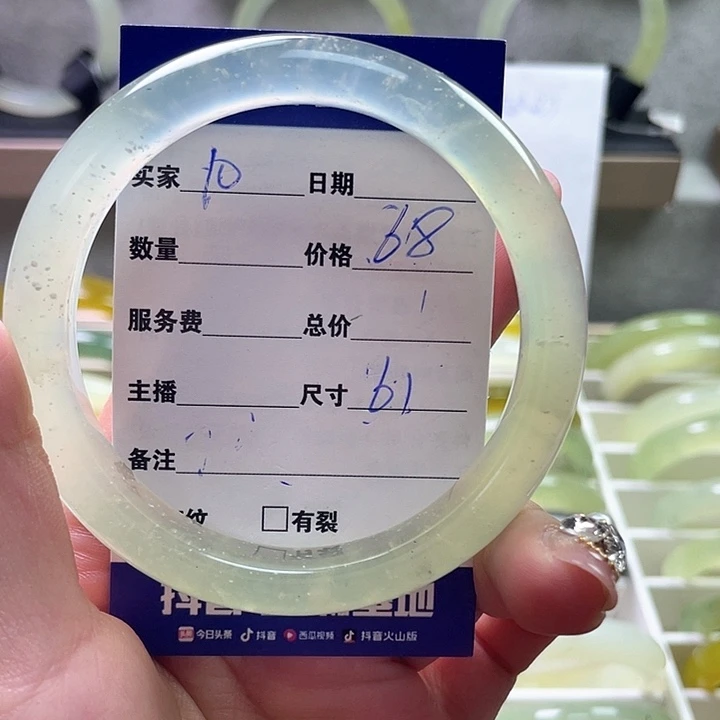 买家 10 日期
数量 价格 68
服务费 总价
主播 尺寸 61
备注
纹 □有裂
今日头条 抖音 西瓜视频 抖音火山版